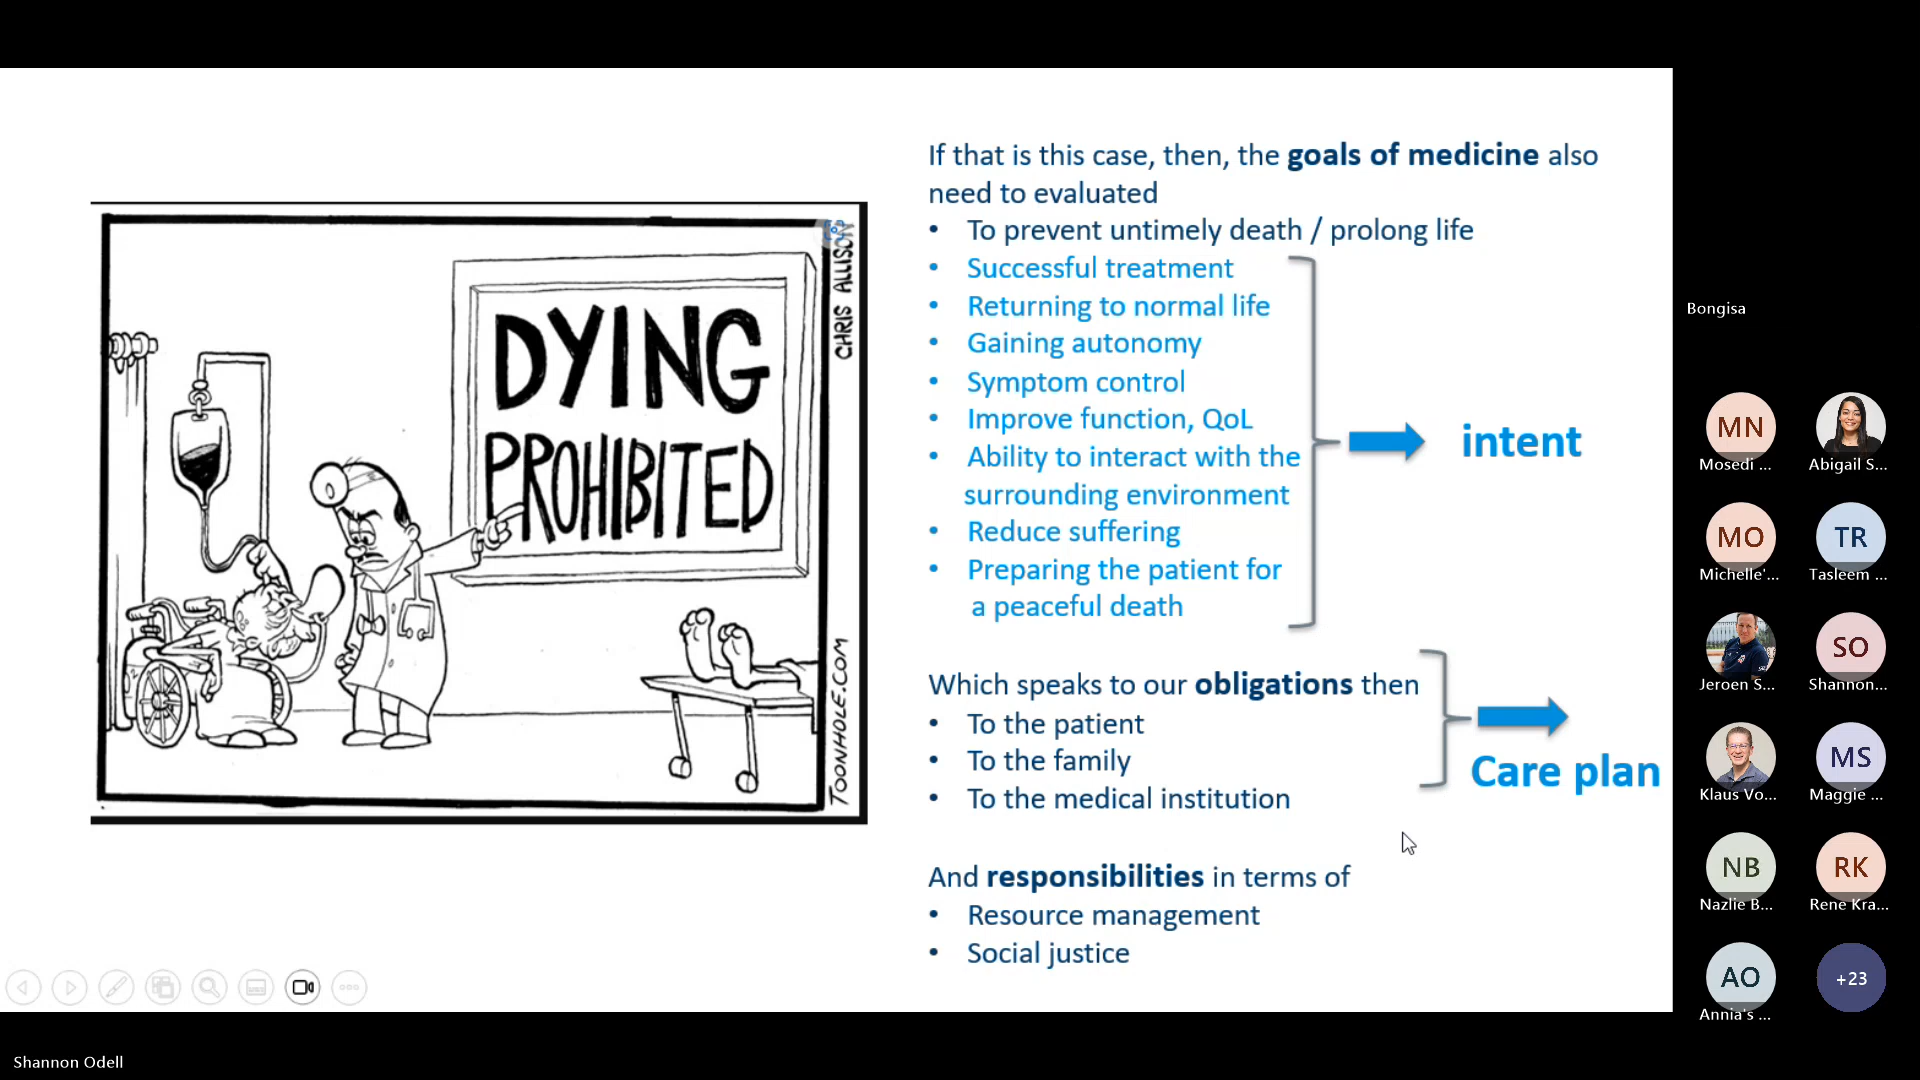 If that is this case, then, the goals of medicine also
need to evaluated
• To prevent untimely death / prolong life
• Successful treatment
• Returning to normal life
• Gaining autonomy
• Symptom control
• Improve function, QoL
• Ability to interact with the
surrounding environment
• Reduce suffering
• Preparing the patient for
a peaceful death
intent
Which speaks to our obligations then
• To the patient
• To the family
• To the medical institution
Care plan
And responsibilities in terms of
• Resource management
• Social justice
DYING
PROHIBITED
CHRIS ALLISON
TOONHOLE.COM
Bongisa
MN
Mosedi ...
Abigail S...
MO
Michelle'...
TR
Tasleem ...
Jeroen S...
SO
Shannon...
Klaus Vo...
MS
Maggie ...
NB
Nazlie B...
RK
Rene Kra...
AO
Annia's ...
+23
Shannon Odell